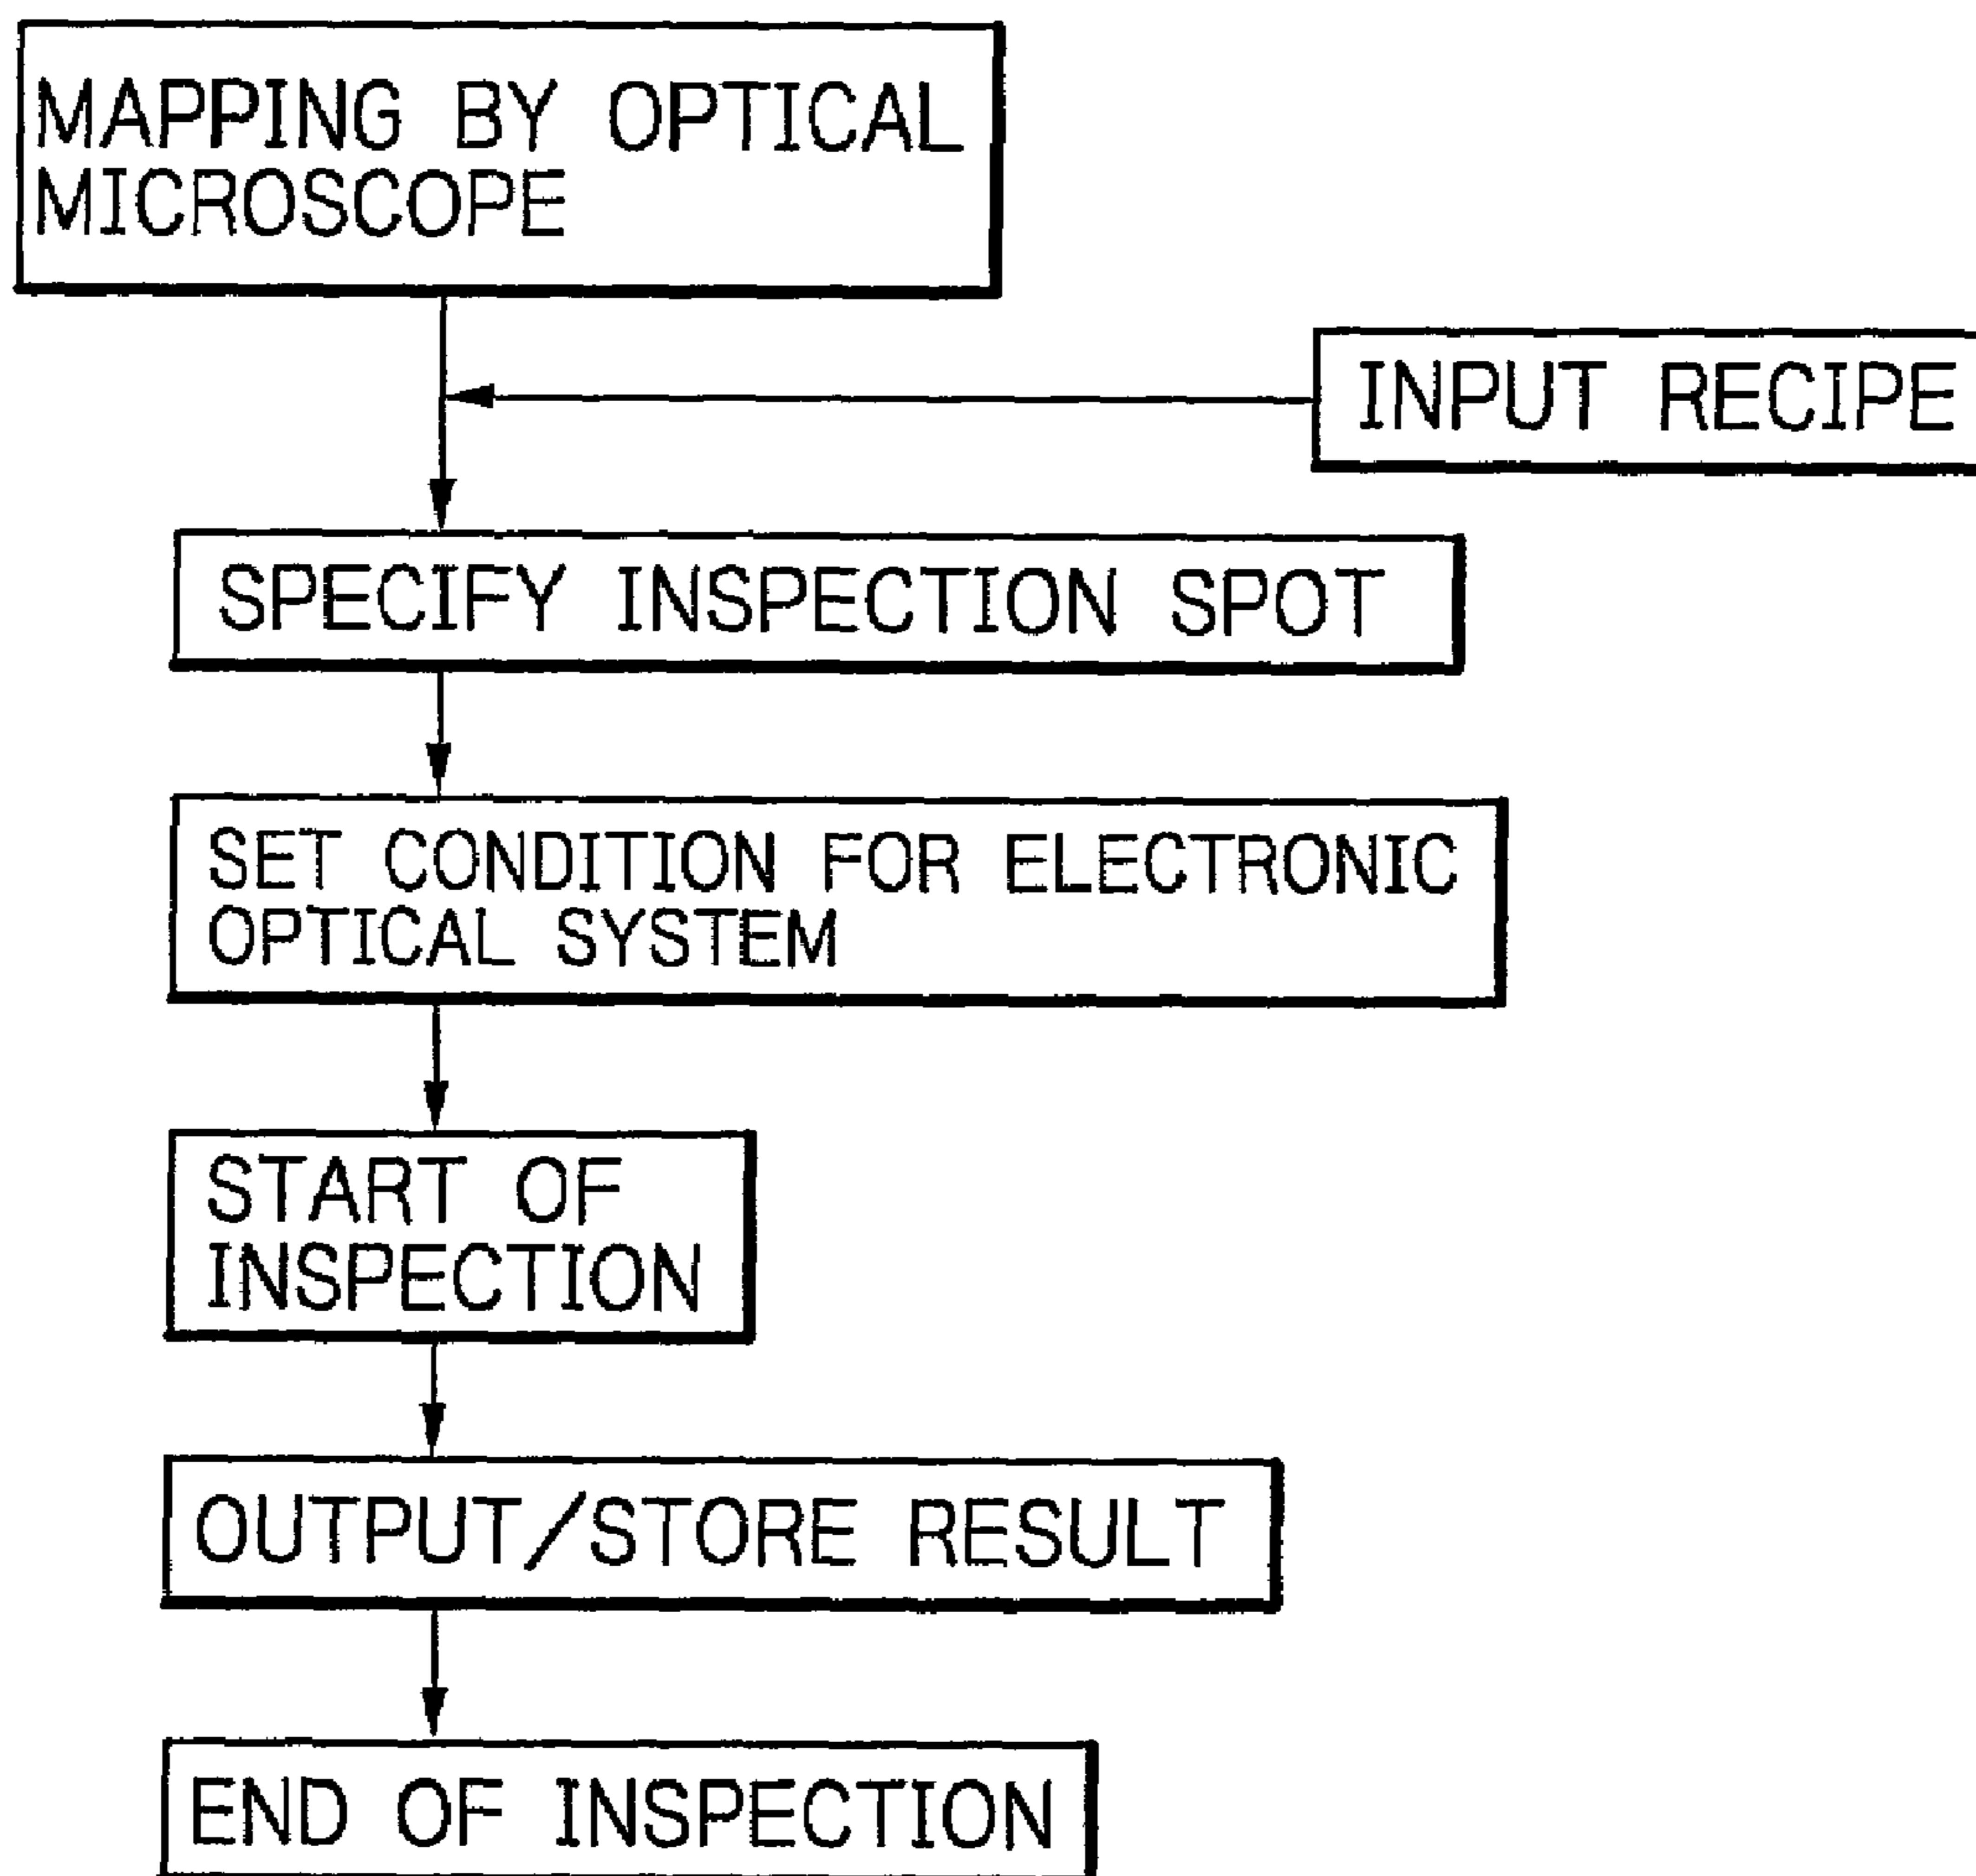 MAPPING BY OPTICAL
MICROSCOPE
INPUT RECIPE
SPECIFY INSPECTION SPOT
SET CONDITION FOR ELECTRONIC
OPTICAL SYSTEM
START OF
INSPECTION
OUTPUT/STORE RESULT
END OF INSPECTION